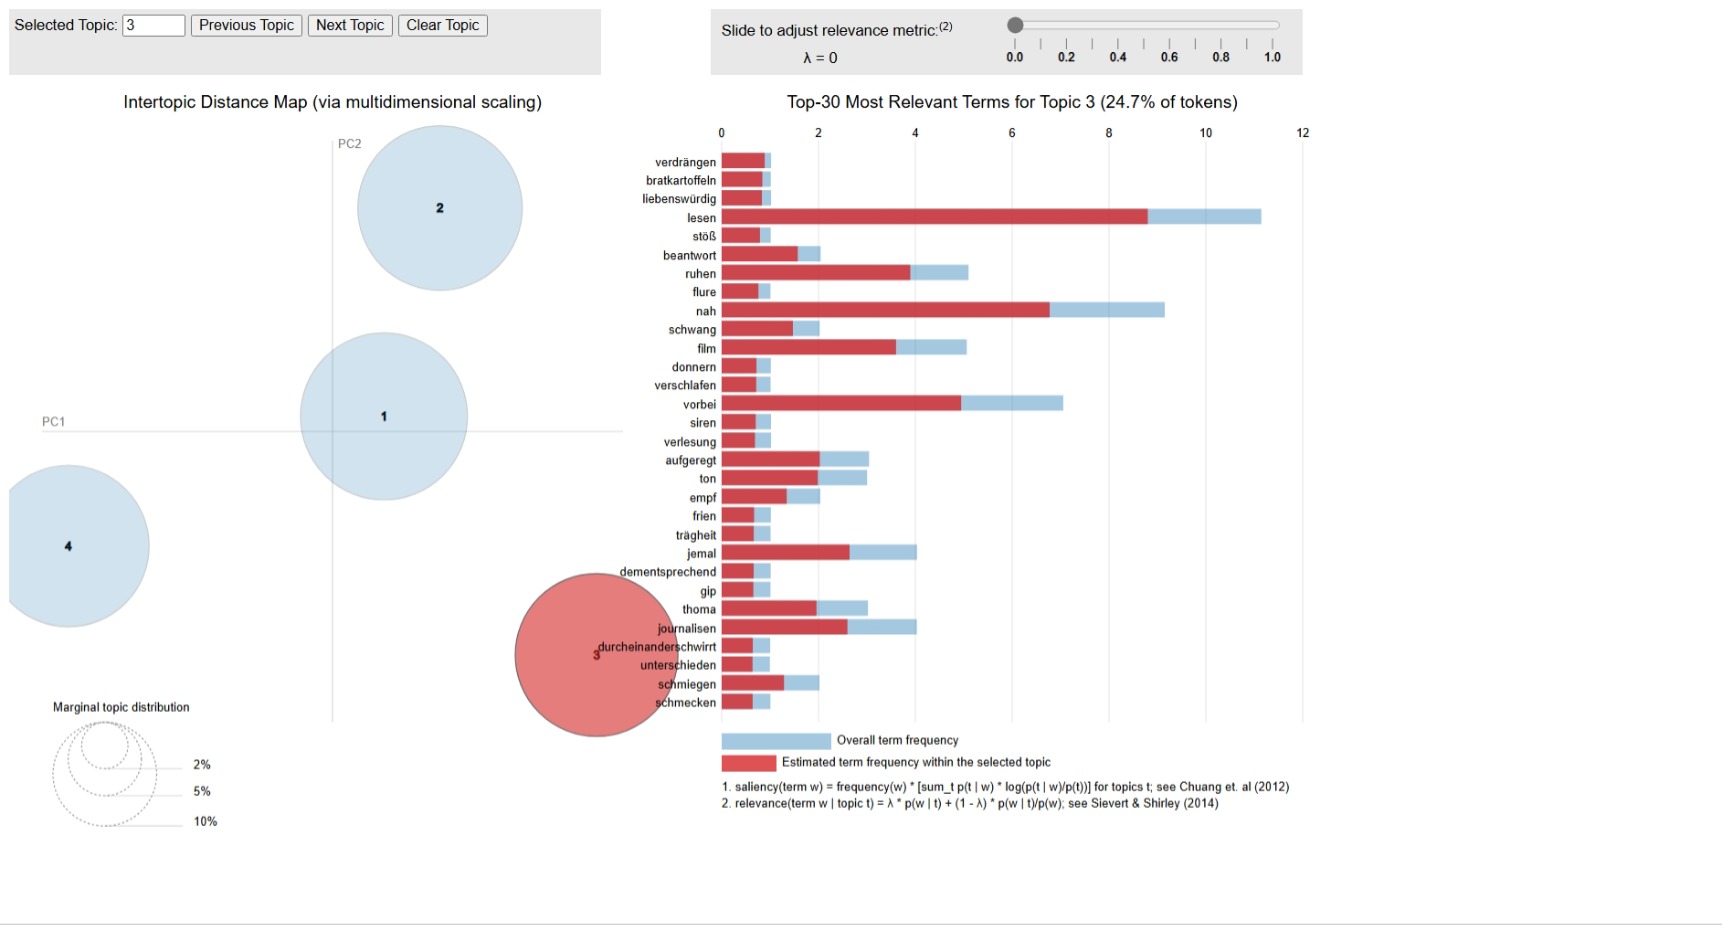 Selected Topic: 3 Previous Topic Next Topic Clear Topic
Slide to adjust relevance metric:(2)
λ = 0
0.0 0.2 0.4 0.6 0.8 1.0
Intertopic Distance Map (via multidimensional scaling)
PC2
PC1
2
1
4
3
Marginal topic distribution
2%
5%
10%
Top-30 Most Relevant Terms for Topic 3 (24.7% of tokens)
0 2 4 6 8 10 12
verdrängen
bratkartoffeln
liebenswürdig
lesen
stöß
beantwort
ruhen
flure
nah
schwang
film
donnern
verschlafen
vorbei
siren
verlesung
aufgeregt
ton
empf
frien
trägheit
jemal
dementsprechend
gip
thoma
journalisen
durcheinanderschwirrt
unterschieden
schmiegen
schmecken
Overall term frequency
Estimated term frequency within the selected topic
1. saliency(term w) = frequency(w) * [sum_t p(t | w) * log(p(t | w)/p(t))] for topics t; see Chuang et. al (2012)
2. relevance(term w | topic t) = λ * p(w | t) + (1 - λ) * p(w | t)/p(w); see Sievert & Shirley (2014)